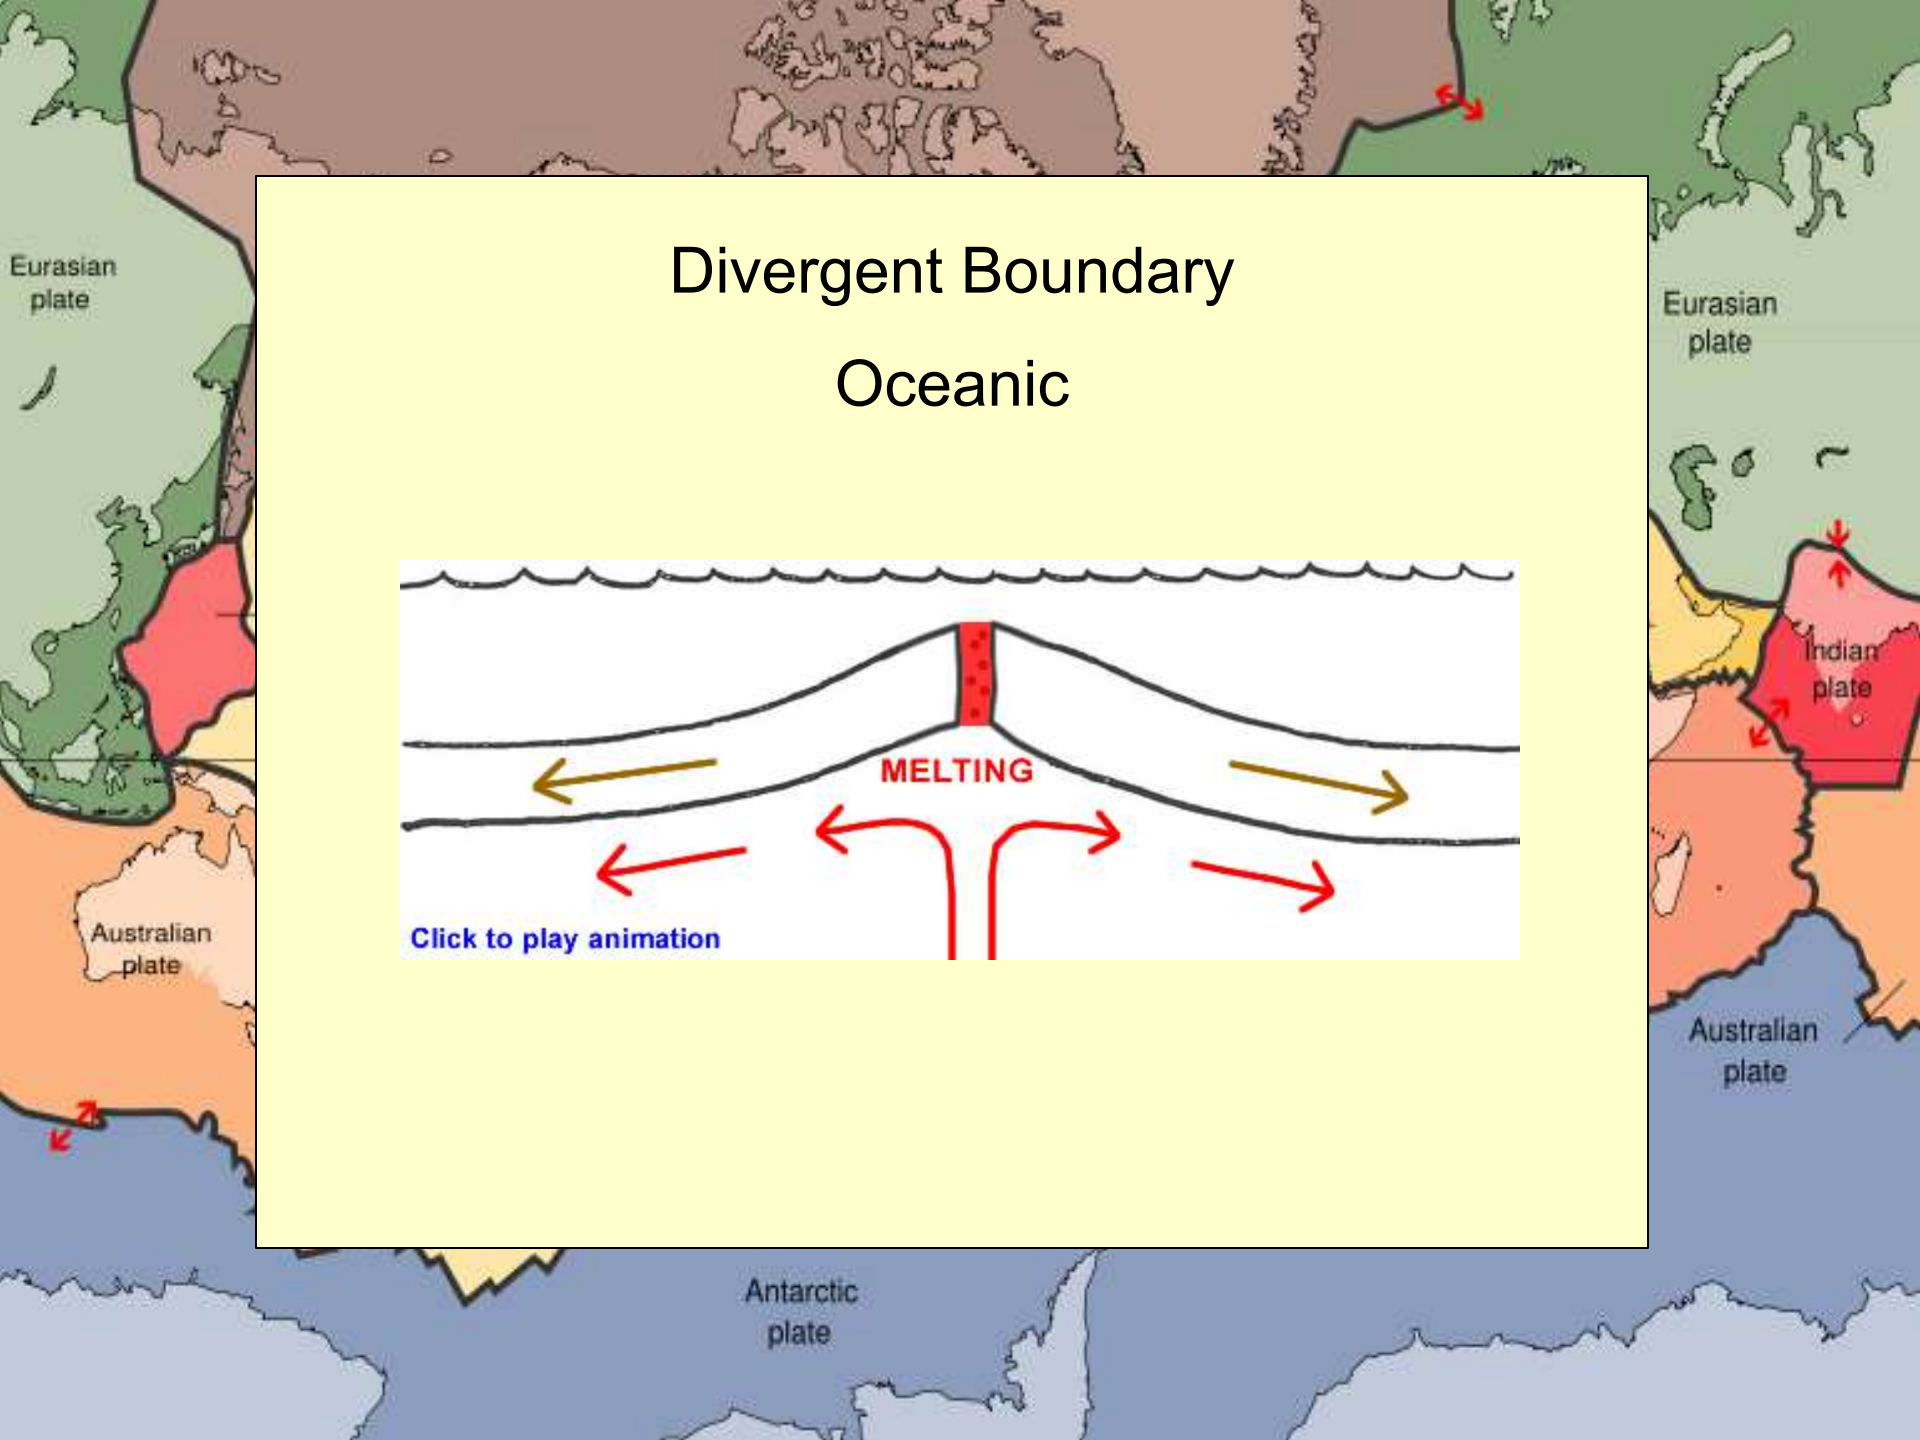 Divergent Boundary
Oceanic
MELTING
Click to play animation
Eurasian
plate
Australian
plate
Eurasian
plate
Indian
plate
Australian
plate
Antarctic
plate